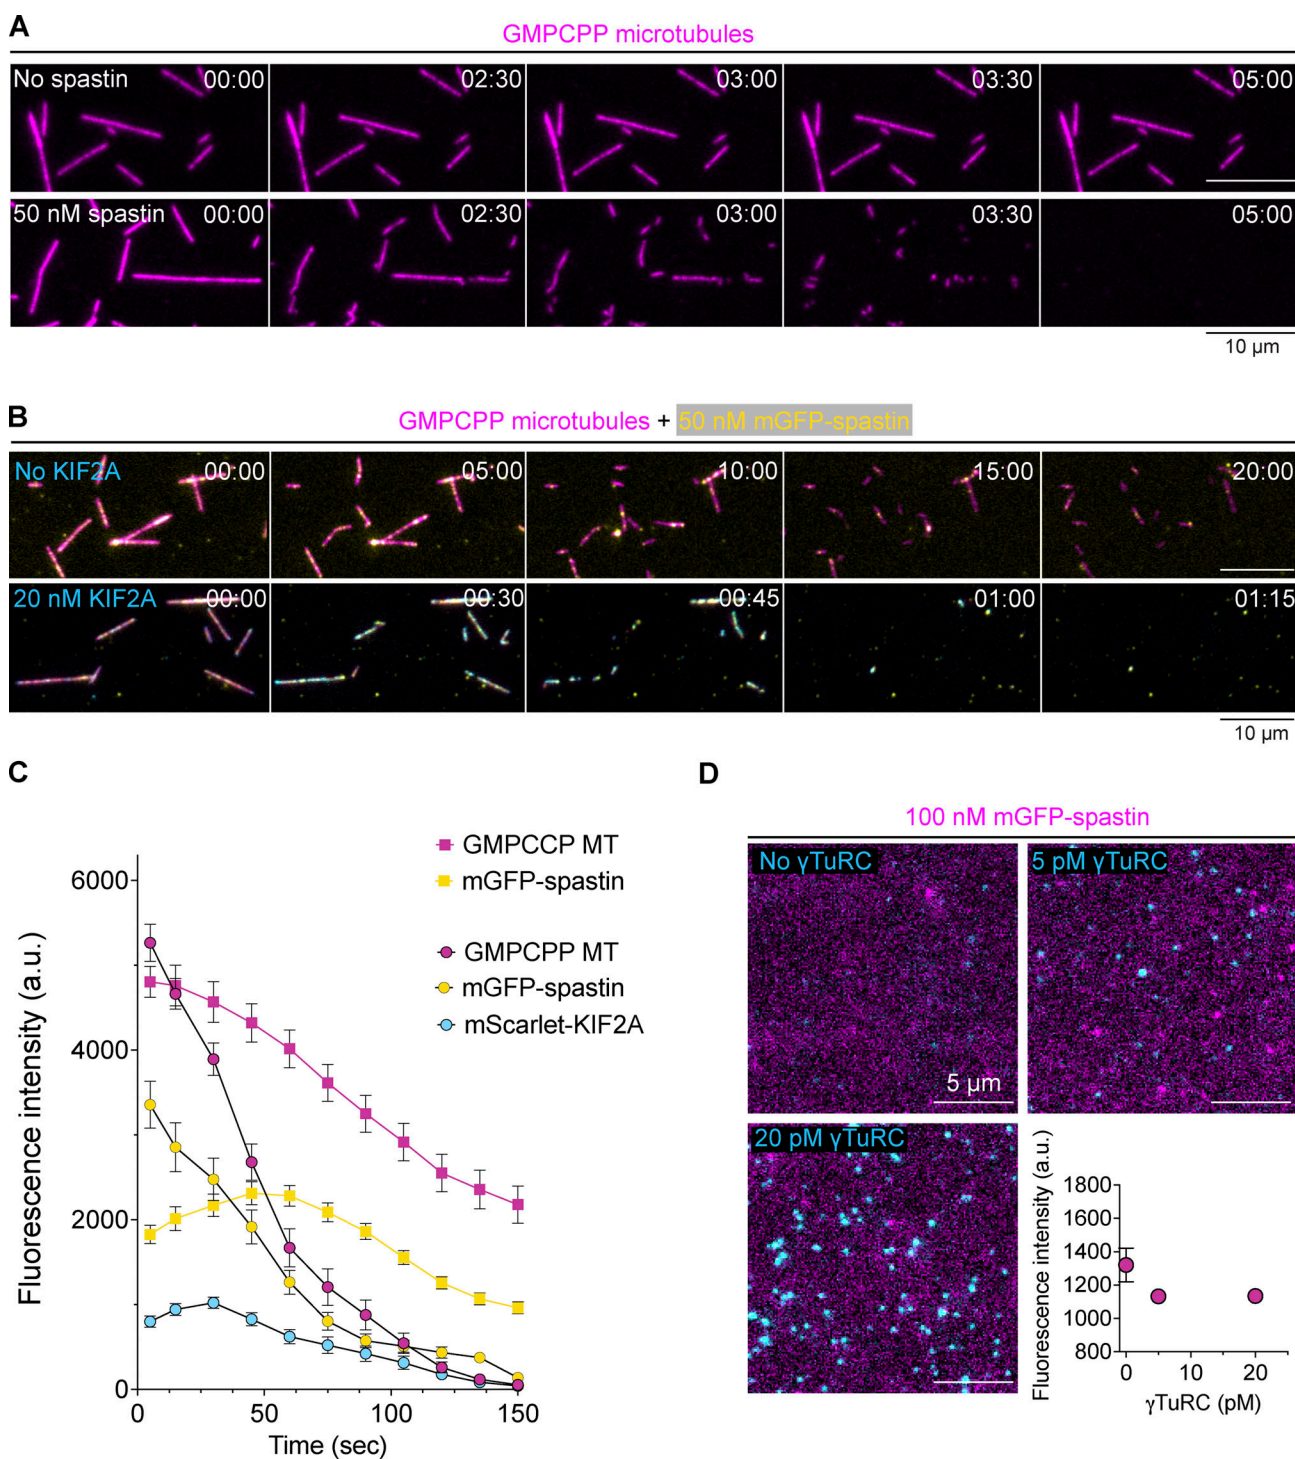 A
GMPCPP microtubules
No spastin 00:00 02:30 03:00 03:30 05:00
50 nM spastin 00:00 02:30 03:00 03:30 05:00
10 µm
B
GMPCPP microtubules + 50 nM mGFP-spastin
No KIF2A 00:00 05:00 10:00 15:00 20:00
20 nM KIF2A 00:00 00:30 00:45 01:00 01:15
10 µm
C
GMPCCP MT
mGFP-spastin
GMPCPP MT
mGFP-spastin
mScarlet-KIF2A
Fluorescence intensity (a.u.)
6000
4000
2000
0
0 50 100 150
Time (sec)
D
100 nM mGFP-spastin
No γTuRC
5 µm
5 pM γTuRC
20 pM γTuRC
Fluorescence intensity (a.u.)
1800
1600
1400
1200
1000
800
0 10 20
γTuRC (pM)